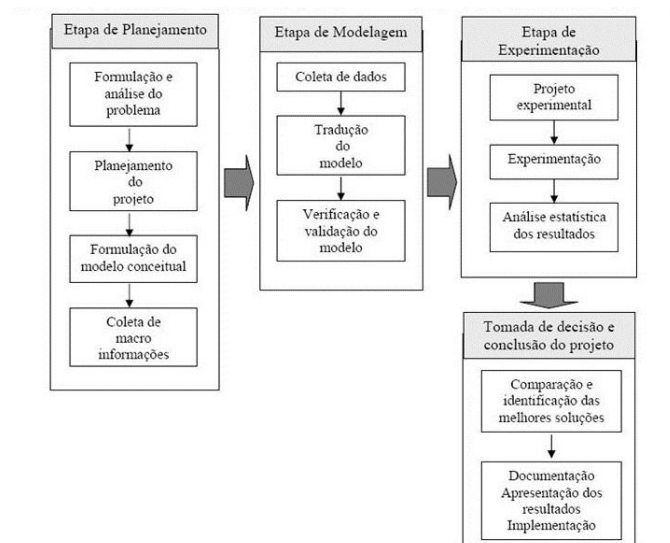 Etapa de Planejamento
Formulação e
análise do
problema
Planejamento
do
projeto
Formulação do
modelo conceitual
Coleta de
macro
informações
Etapa de Modelagem
Coleta de dados
Tradução
do
modelo
Verificação e
validação do
modelo
Etapa de
Experimentação
Projeto
experimental
Experimentação
Análise estatística
dos resultados
Tomada de decisão e
conclusão do projeto
Comparação e
identificação das
melhores soluções
Documentação
Apresentação dos
resultados
Implementação